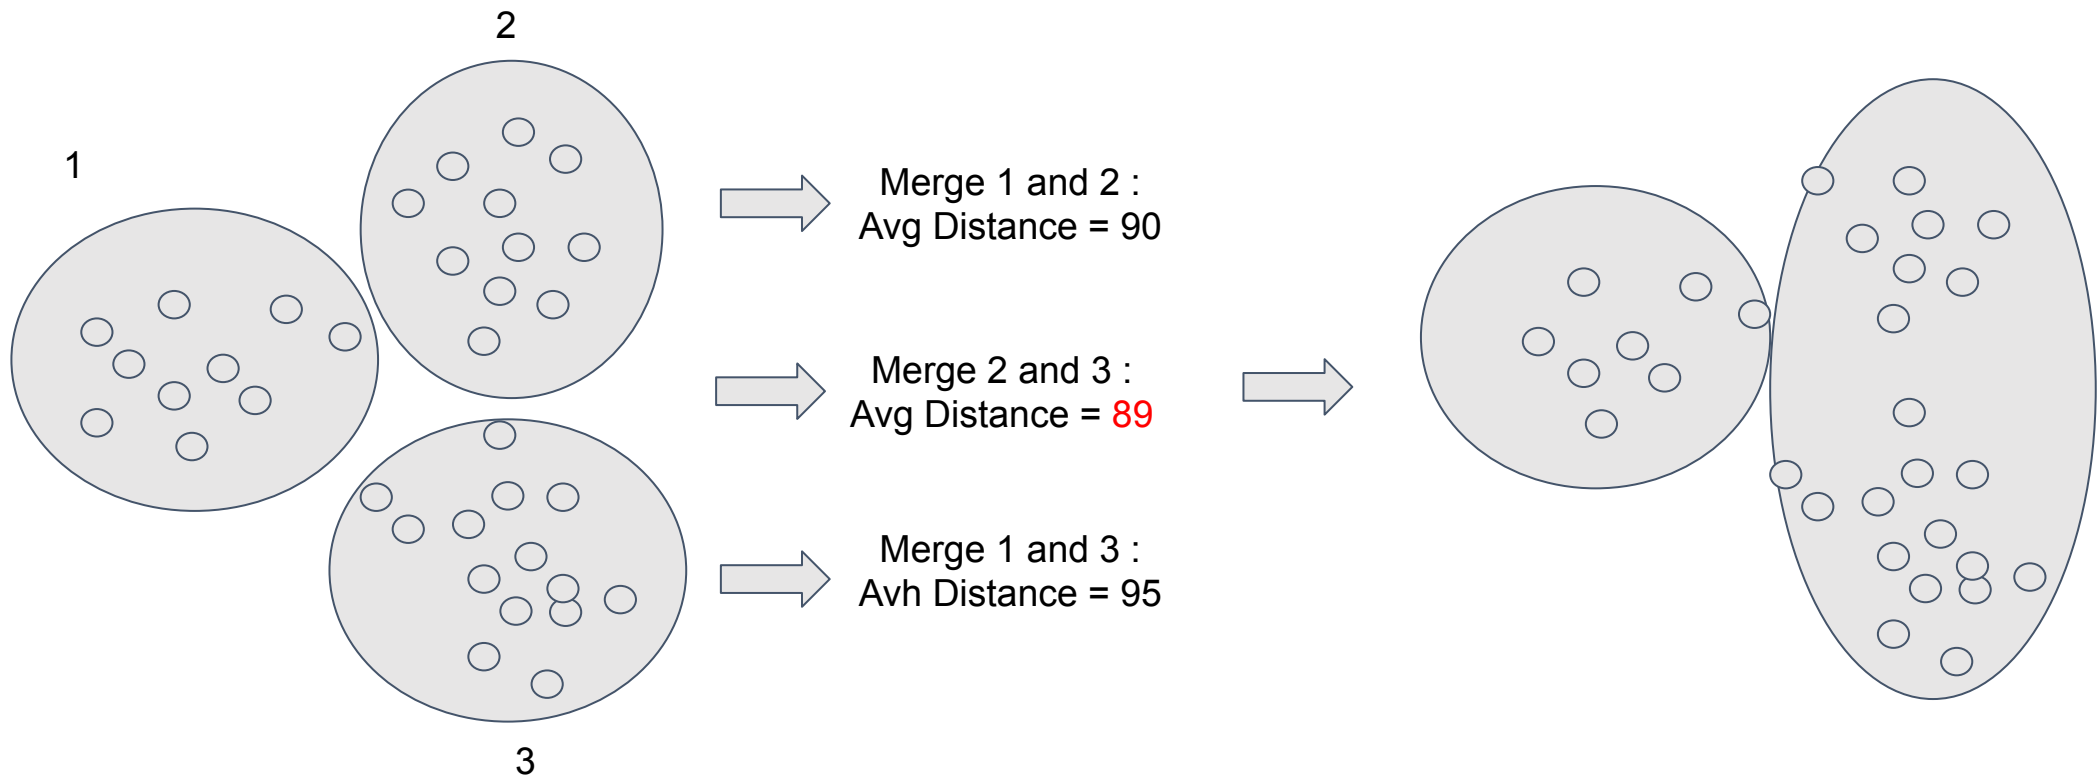 2
1
Merge 1 and 2 :
Avg Distance = 90
Merge 2 and 3 :
Avg Distance = 89
Merge 1 and 3 :
Avh Distance = 95
3